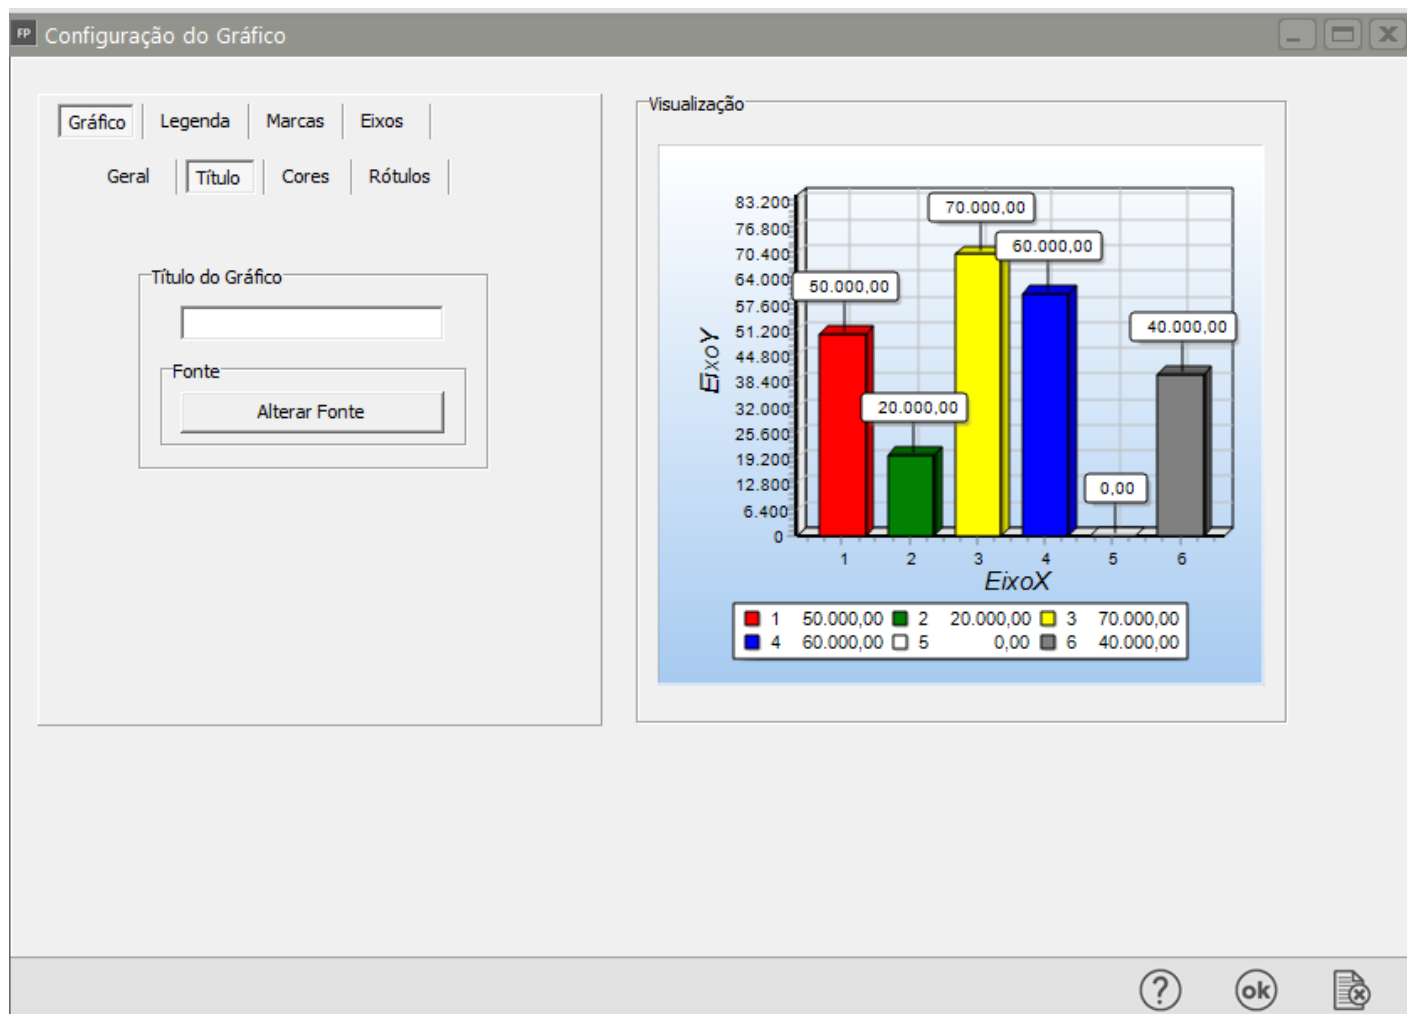 FP Configuração do Gráfico
Gráfico Legenda Marcas Eixos
Geral Título Cores Rótulos
Título do Gráfico
Fonte
Alterar Fonte
Visualização
83.200
76.800
70.400
64.000
57.600
51.200
44.800
38.400
32.000
25.600
19.200
12.800
6.400
0
EixoY
50.000,00
20.000,00
70.000,00
60.000,00
0,00
40.000,00
1 2 3 4 5 6
EixoX
1 50.000,00 2 20.000,00 3 70.000,00
4 60.000,00 5 0,00 6 40.000,00
? ok